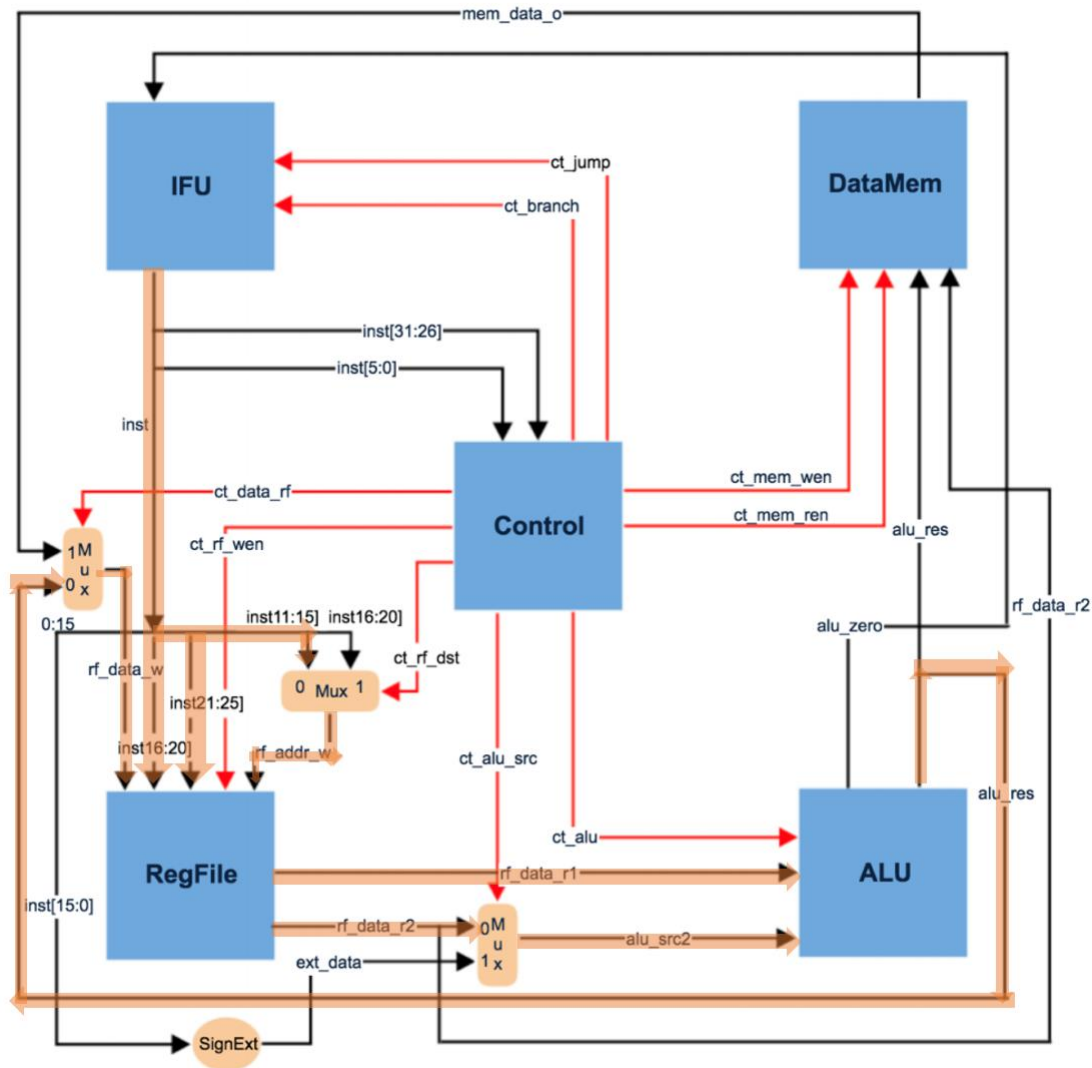 mem_data_o
IFU
DataMem
ct_jump
ct_branch
inst[31:26]
inst[5:0]
inst
ct_data_rf
ct_rf_wen
Control
ct_mem_wen
ct_mem_ren
alu_res
1
0
Mux
0:15
inst11:15]
inst16:20]
rf_data_r2
alu_zero
rf_data_w
ct_rf_dst
0 Mux 1
inst21:25]
inst16:20]
rf_addr_w
ct_alu_src
alu_res
ct_alu
RegFile
rf_data_r1
ALU
inst[15:0]
rf_data_r2
0
1
Mux
alu_src2
ext_data
SignExt